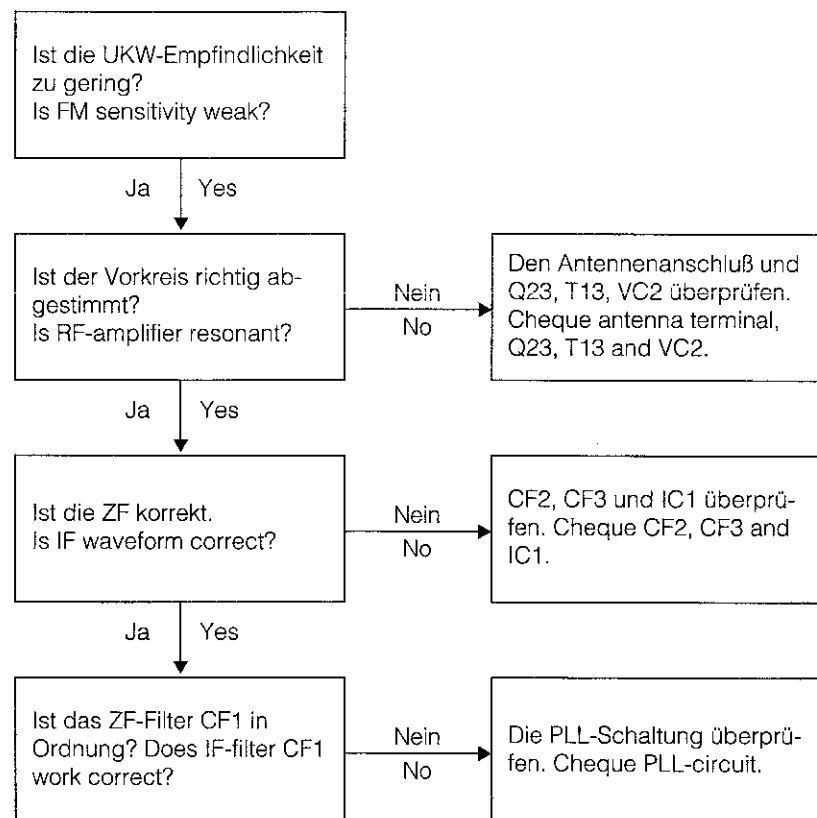 Ist die UKW-Empfindlichkeit
zu gering?
Is FM sensitivity weak?
Ja Yes
Ist der Vorkreis richtig ab-
gestimmt?
Is RF-amplifier resonant?
Nein
No
Den Antennenanschluß und
Q23, T13, VC2 überprüfen.
Cheque antenna terminal,
Q23, T13 and VC2.
Ja Yes
Ist die ZF korrekt.
Is IF waveform correct?
Nein
No
CF2, CF3 und IC1 überprü-
fen. Cheque CF2, CF3 and
IC1.
Ja Yes
Ist das ZF-Filter CF1 in
Ordnung? Does IF-filter CF1
work correct?
Nein
No
Die PLL-Schaltung überprü-
fen. Cheque PLL-circuit.